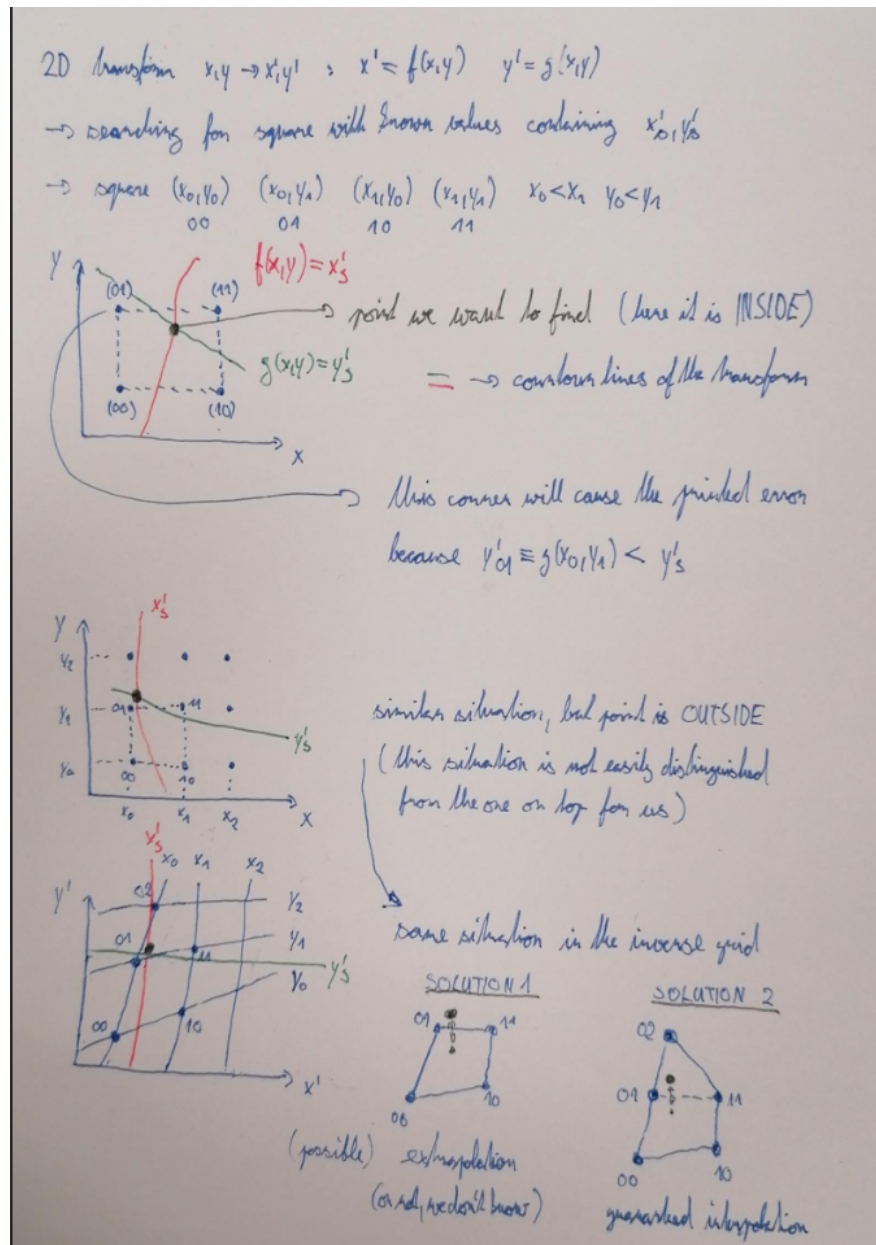 2D transform x,y → x',y' : x' = f(x,y) y' = g(x,y)
→ searching for square with known values containing x's, y's
→ square (x0,y0) (x0,y1) (x1,y0) (x1,y1) x0<x1 y0<y1
00 01 10 11
Y
f(x,y)=x's
(01) (11)
→ point we want to find (here it is INSIDE)
g(x,y)=y's
= → countour lines of the transform
(00) (10)
X
→ this corner will cause the printed error
because y'01 ≡ g(x0,y1) < y's
x's
Y
y2
y1 01 11
y's
y0 00 10
x0 x1 x2 X
similar situation, but point is OUTSIDE
(this situation is not easily distinguished
from the one on top for us)
x's x0 x1 x2
Y'
02 y2
01 11 y1
y's
y0
00 10
X'
same situation in the inverse grid
SOLUTION 1 SOLUTION 2
01 11
00 10
02
01 11
00 10
(possible) extrapolation
(or not, we don't know)
guaranteed interpolation